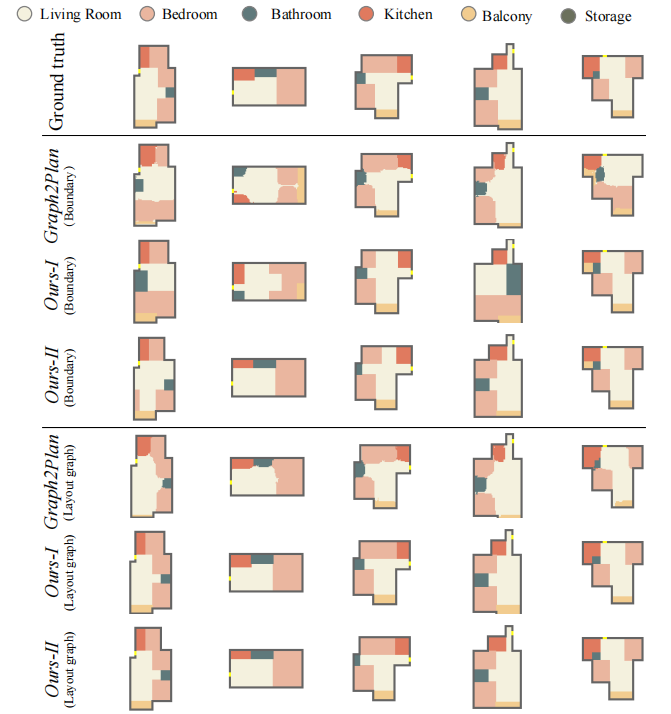 Living Room Bedroom Bathroom Kitchen Balcony Storage
Ground truth
Graph2Plan
(Boundary)
Ours-I
(Boundary)
Ours-II
(Boundary)
Graph2Plan
(Layout graph)
Ours-I
(Layout graph)
Ours-II
(Layout graph)